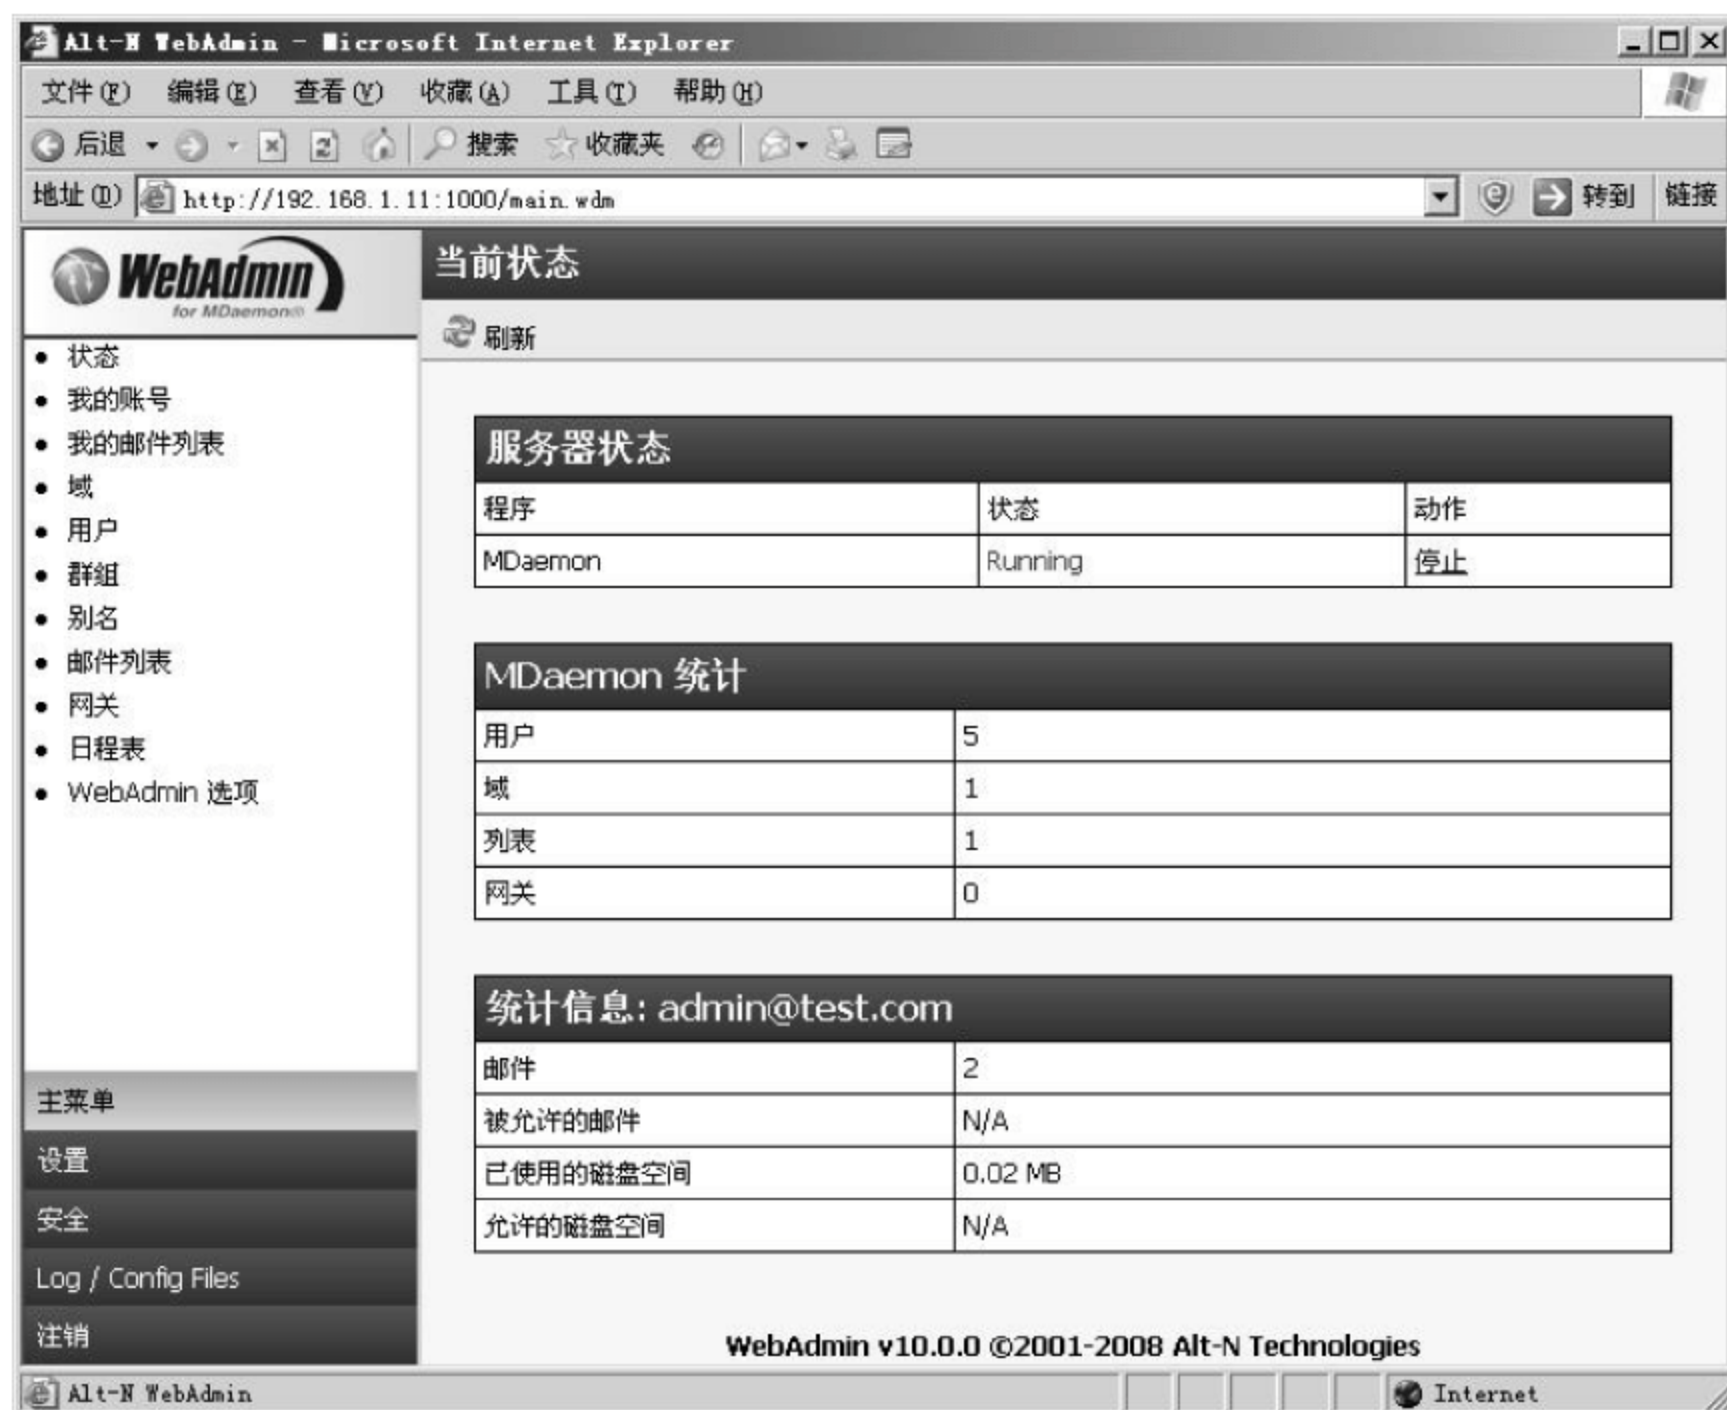 Alt-N WebAdmin - Microsoft Internet Explorer
文件(F) 编辑(E) 查看(V) 收藏(A) 工具(T) 帮助(H)
后退 搜索 收藏夹
地址(D) http://192.168.1.11:1000/main.wdm 转到 链接
WebAdmin
for MDaemon®
状态
我的账号
我的邮件列表
域
用户
群组
别名
邮件列表
网关
日程表
WebAdmin 选项
主菜单
设置
安全
Log / Config Files
注销
当前状态
刷新
服务器状态
程序 状态 动作
MDaemon Running 停止
MDaemon 统计
用户 5
域 1
列表 1
网关 0
统计信息: admin@test.com
邮件 2
被允许的邮件 N/A
已使用的磁盘空间 0.02 MB
允许的磁盘空间 N/A
WebAdmin v10.0.0 ©2001-2008 Alt-N Technologies
Alt-N WebAdmin Internet